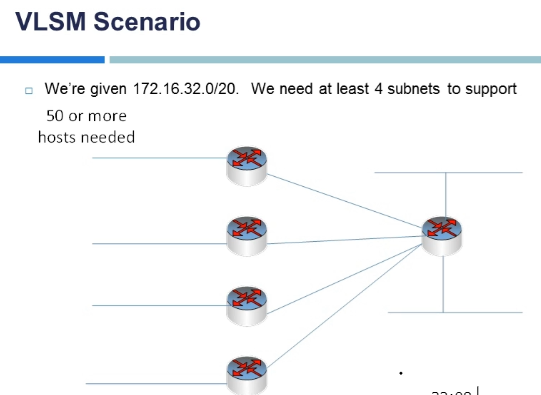 VLSM Scenario
We're given 172.16.32.0/20. We need at least 4 subnets to support
50 or more
hosts needed